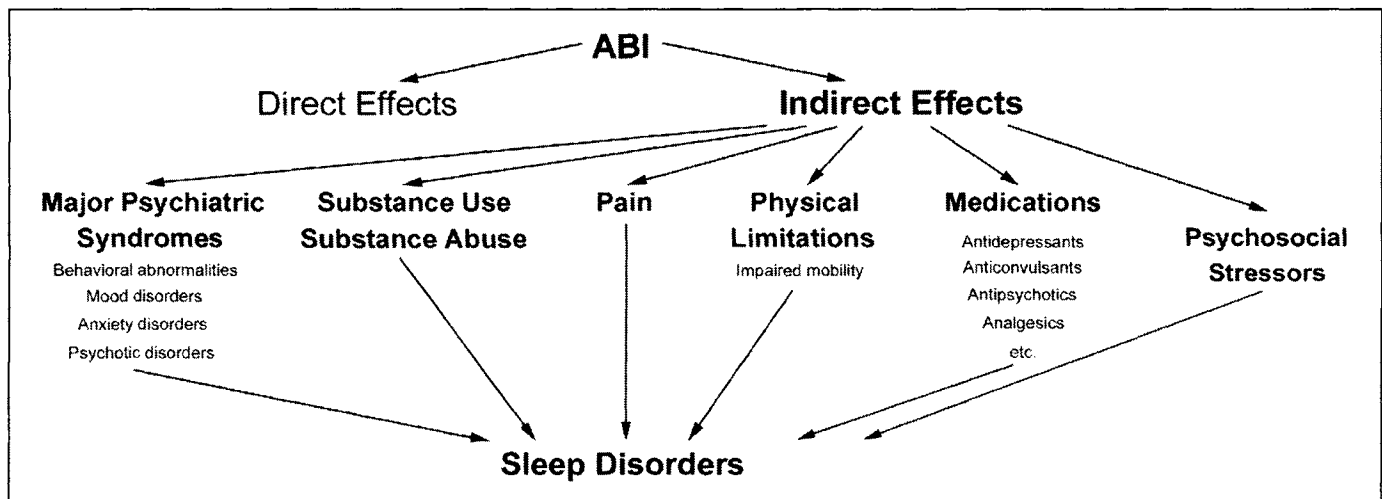 ABI
Direct Effects
Indirect Effects
Major Psychiatric
Syndromes
Behavioral abnormalities
Mood disorders
Anxiety disorders
Psychotic disorders
Substance Use
Substance Abuse
Pain
Physical
Limitations
Impaired mobility
Medications
Antidepressants
Anticonvulsants
Antipsychotics
Analgesics
etc.
Psychosocial
Stressors
Sleep Disorders